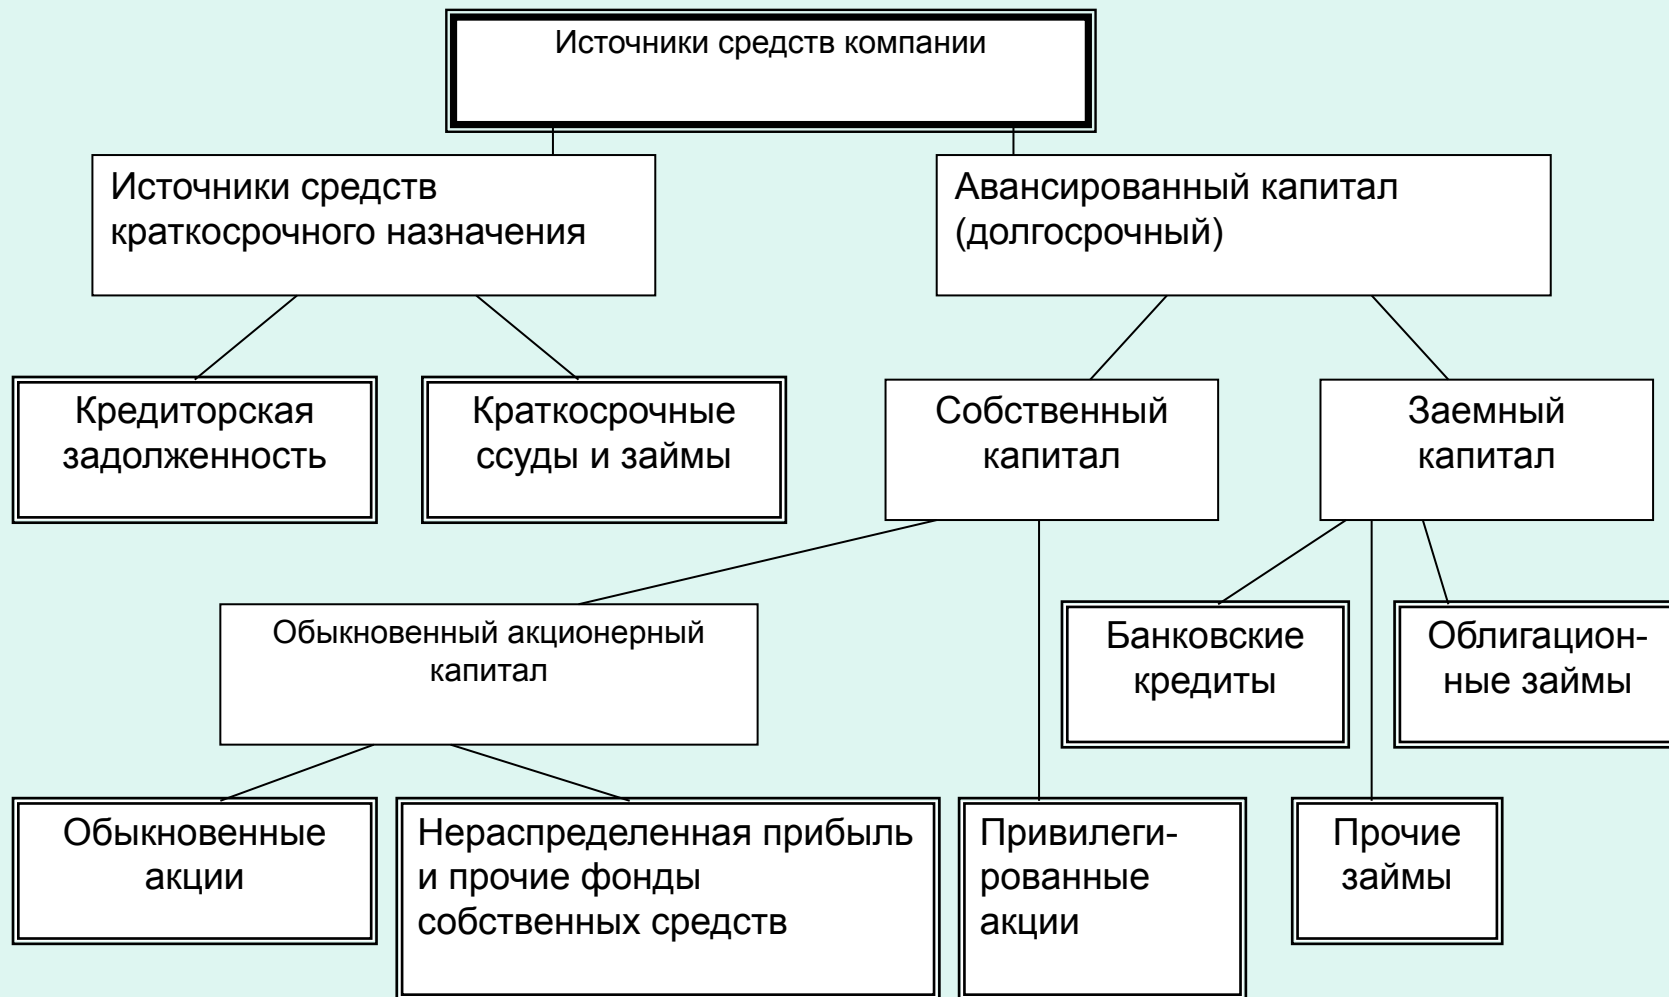 Источники средств компании
Источники средств
краткосрочного назначения
Авансированный капитал
(долгосрочный)
Кредиторская
задолженность
Краткосрочные
ссуды и займы
Собственный
капитал
Заемный
капитал
Обыкновенный акционерный
капитал
Банковские
кредиты
Облигацион-
ные займы
Обыкновенные
акции
Нераспределенная прибыль
и прочие фонды
собственных средств
Привилеги-
рованные
акции
Прочие
займы